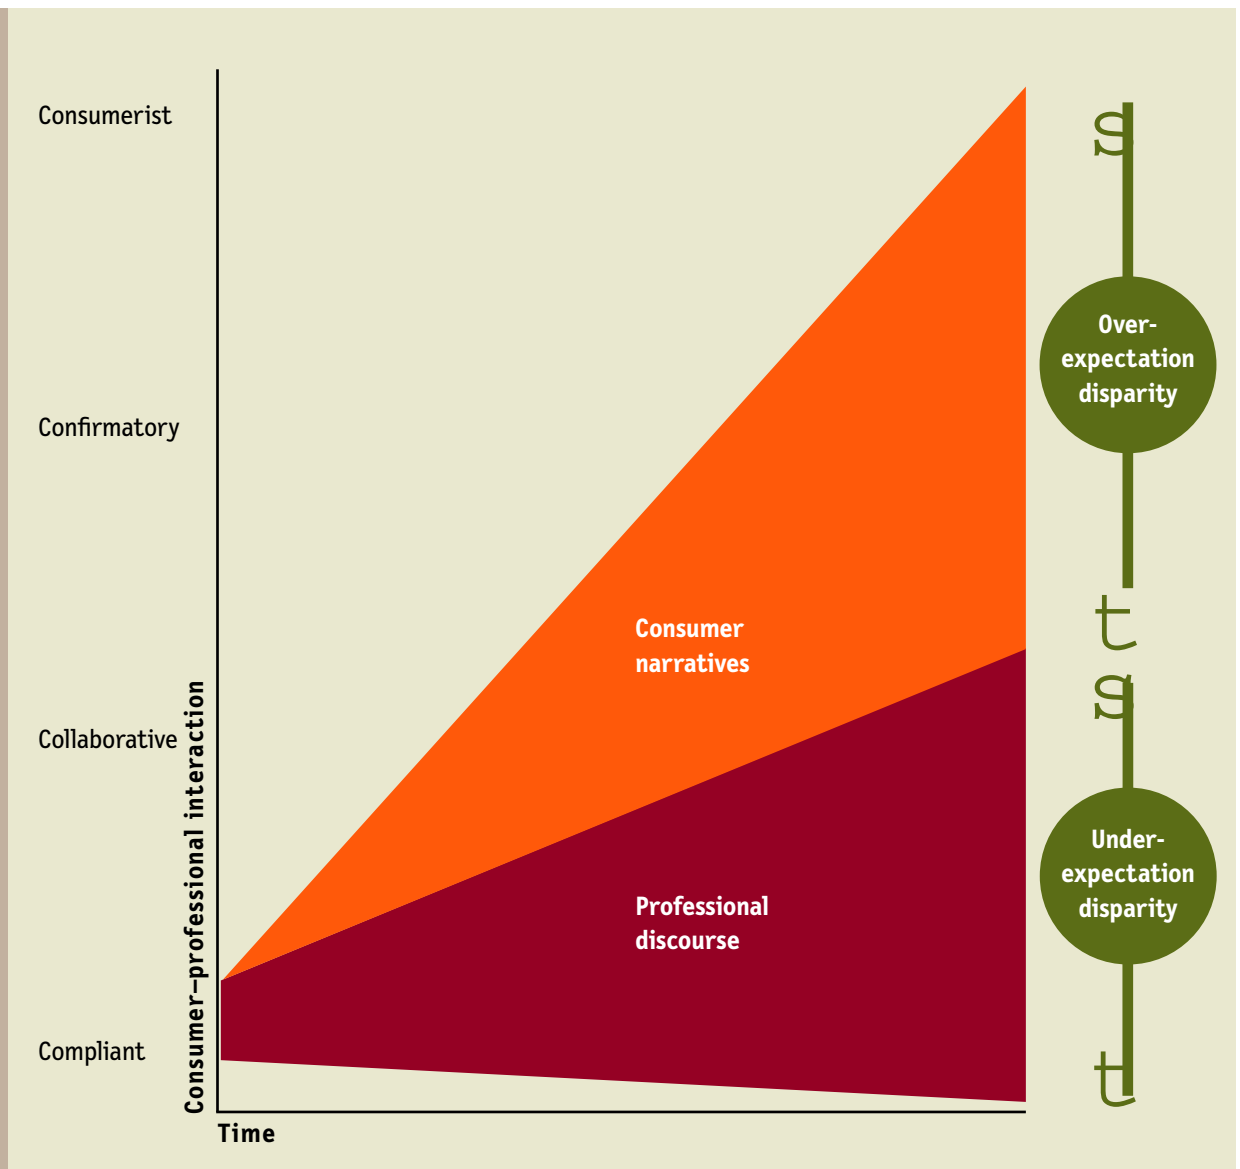 Consumerist
Confirmatory
Collaborative
Compliant
Consumer–professional interaction
Time
Consumer
narratives
Professional
discourse
s
Over-
expectation
disparity
t
s
Under-
expectation
disparity
t